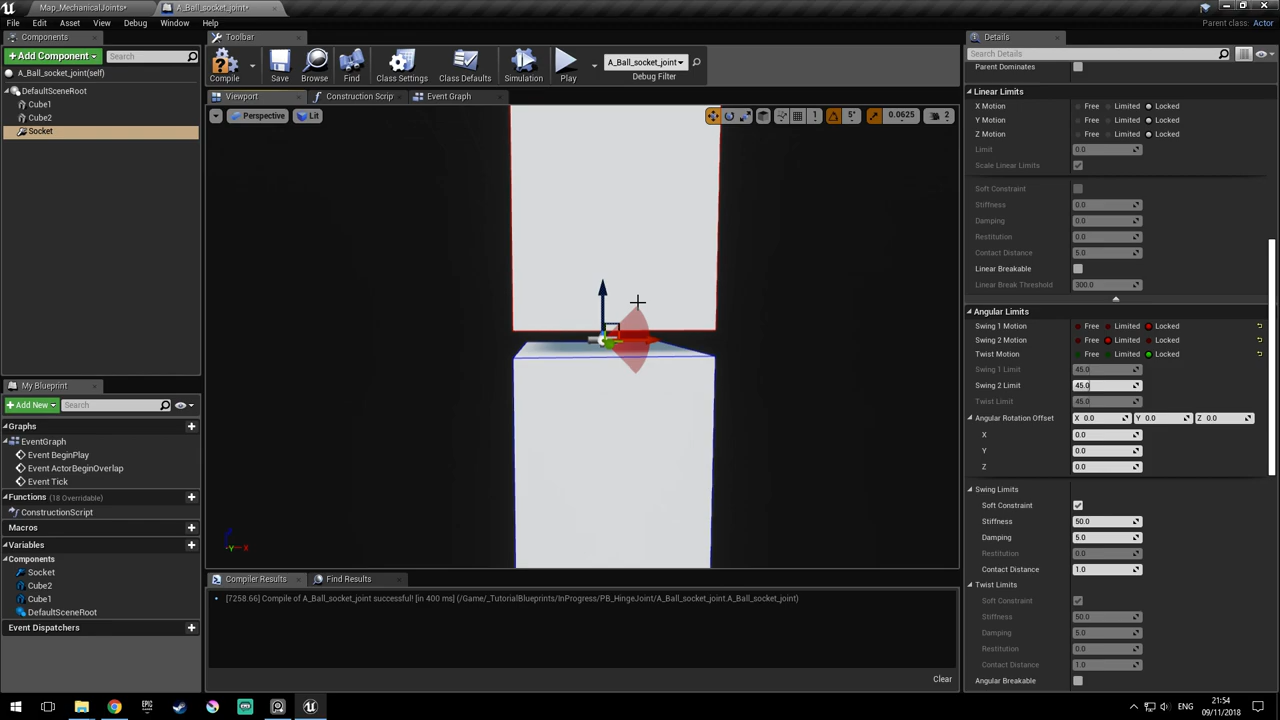 Map_MechanicalJoints*
A_Ball_socket_joint*
File Edit Asset View Debug Window Help
Parent class: Actor
Components
Toolbar
Details
Add Component
Search
Compile
Save
Browse
Find
Class Settings
Class Defaults
Simulation
Play
A_Ball_socket_joint
Debug Filter
Search Details
A_Ball_socket_joint(self)
DefaultSceneRoot
Cube1
Cube2
Socket
Viewport
Construction Scrip
Event Graph
Perspective
Lit
1
5°
0.0625
2
Y
X
Parent Dominates
Linear Limits
X Motion Free Limited Locked
Y Motion Free Limited Locked
Z Motion Free Limited Locked
Limit 0.0
Scale Linear Limits
Soft Constraint
Stiffness 0.0
Damping 0.0
Restitution 0.0
Contact Distance 5.0
Linear Breakable
Linear Break Threshold 300.0
Angular Limits
Swing 1 Motion Free Limited Locked
Swing 2 Motion Free Limited Locked
Twist Motion Free Limited Locked
Swing 1 Limit 45.0
Swing 2 Limit 45.0
Twist Limit 45.0
Angular Rotation Offset X 0.0 Y 0.0 Z 0.0
X 0.0
Y 0.0
Z 0.0
Swing Limits
Soft Constraint
Stiffness 50.0
Damping 5.0
Restitution 0.0
Contact Distance 1.0
Twist Limits
Soft Constraint
Stiffness 50.0
Damping 5.0
Restitution 0.0
Contact Distance 1.0
Angular Breakable
My Blueprint
Add New
Search
Graphs
EventGraph
Event BeginPlay
Event ActorBeginOverlap
Event Tick
Functions (18 Overridable)
ConstructionScript
Macros
Variables
Components
Socket
Cube2
Cube1
DefaultSceneRoot
Event Dispatchers
Compiler Results
Find Results
[7258.66] Compile of A_Ball_socket_joint successful! [in 400 ms] (/Game/_TutorialBlueprints/InProgress/PB_HingeJoint/A_Ball_socket_joint.A_Ball_socket_joint)
Clear
EPIC
ENG
21:54
09/11/2018